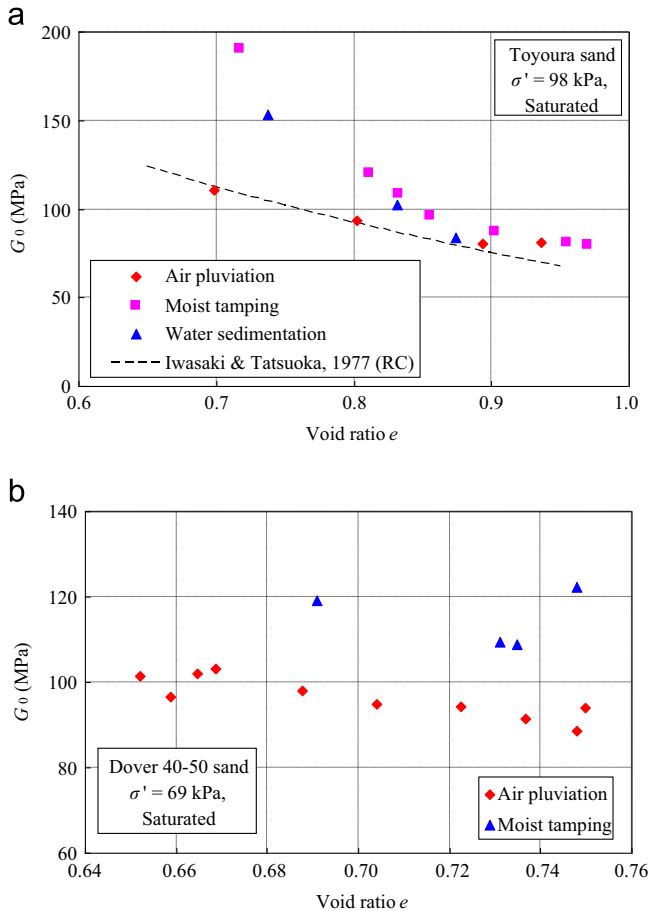 a
200
150
100
50
0
G0 (MPa)
Toyoura sand
σ' = 98 kPa,
Saturated
Air pluviation
Moist tamping
Water sedimentation
Iwasaki & Tatsuoka, 1977 (RC)
0.6 0.7 0.8 0.9 1.0
Void ratio e
b
140
120
100
80
60
G0 (MPa)
Dover 40-50 sand
σ' = 69 kPa,
Saturated
Air pluviation
Moist tamping
0.64 0.66 0.68 0.70 0.72 0.74 0.76
Void ratio e